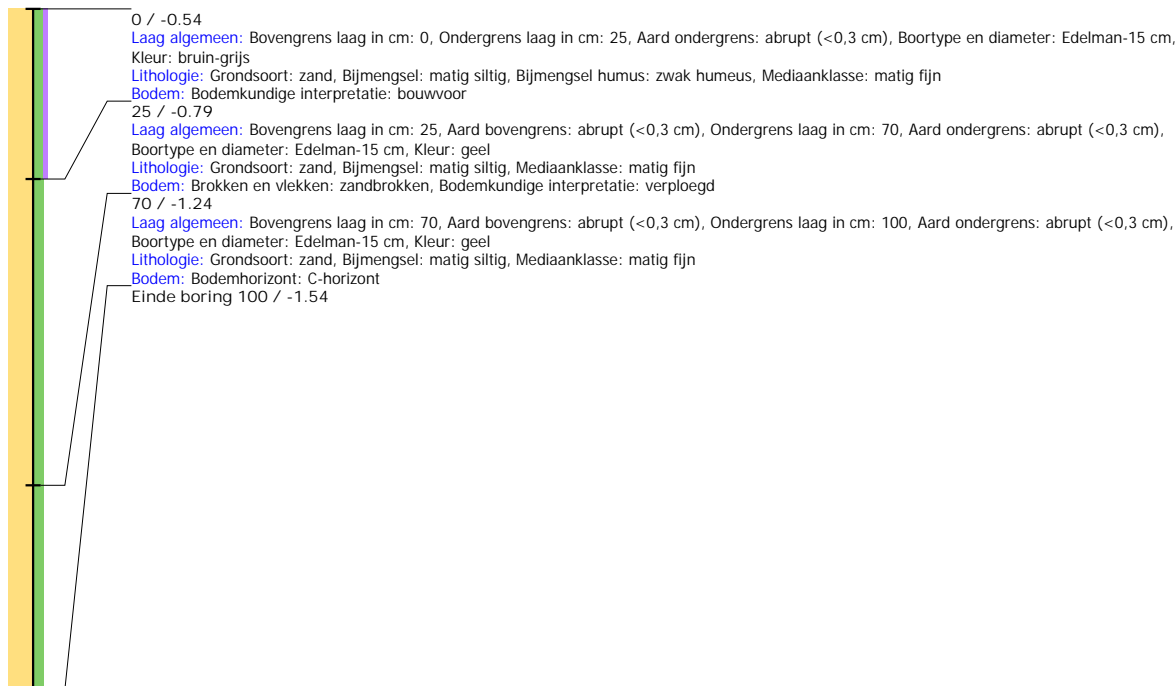 0 / -0.54
Laag algemeen: Bovengrens laag in cm: 0, Ondergrens laag in cm: 25, Aard ondergrens: abrupt (<0,3 cm), Boortype en diameter: Edelman-15 cm,
Kleur: bruin-grijs
Lithologie: Grondsoort: zand, Bijmengsel: matig siltig, Bijmengsel humus: zwak humeus, Mediaanklasse: matig fijn
Bodem: Bodemkundige interpretatie: bouwvoor
25 / -0.79
Laag algemeen: Bovengrens laag in cm: 25, Aard bovengrens: abrupt (<0,3 cm), Ondergrens laag in cm: 70, Aard ondergrens: abrupt (<0,3 cm),
Boortype en diameter: Edelman-15 cm, Kleur: geel
Lithologie: Grondsoort: zand, Bijmengsel: matig siltig, Mediaanklasse: matig fijn
Bodem: Brokken en vlekken: zandbrokken, Bodemkundige interpretatie: verploegd
70 / -1.24
Laag algemeen: Bovengrens laag in cm: 70, Aard bovengrens: abrupt (<0,3 cm), Ondergrens laag in cm: 100, Aard ondergrens: abrupt (<0,3 cm),
Boortype en diameter: Edelman-15 cm, Kleur: geel
Lithologie: Grondsoort: zand, Bijmengsel: matig siltig, Mediaanklasse: matig fijn
Bodem: Bodemhorizont: C-horizont
Einde boring 100 / -1.54